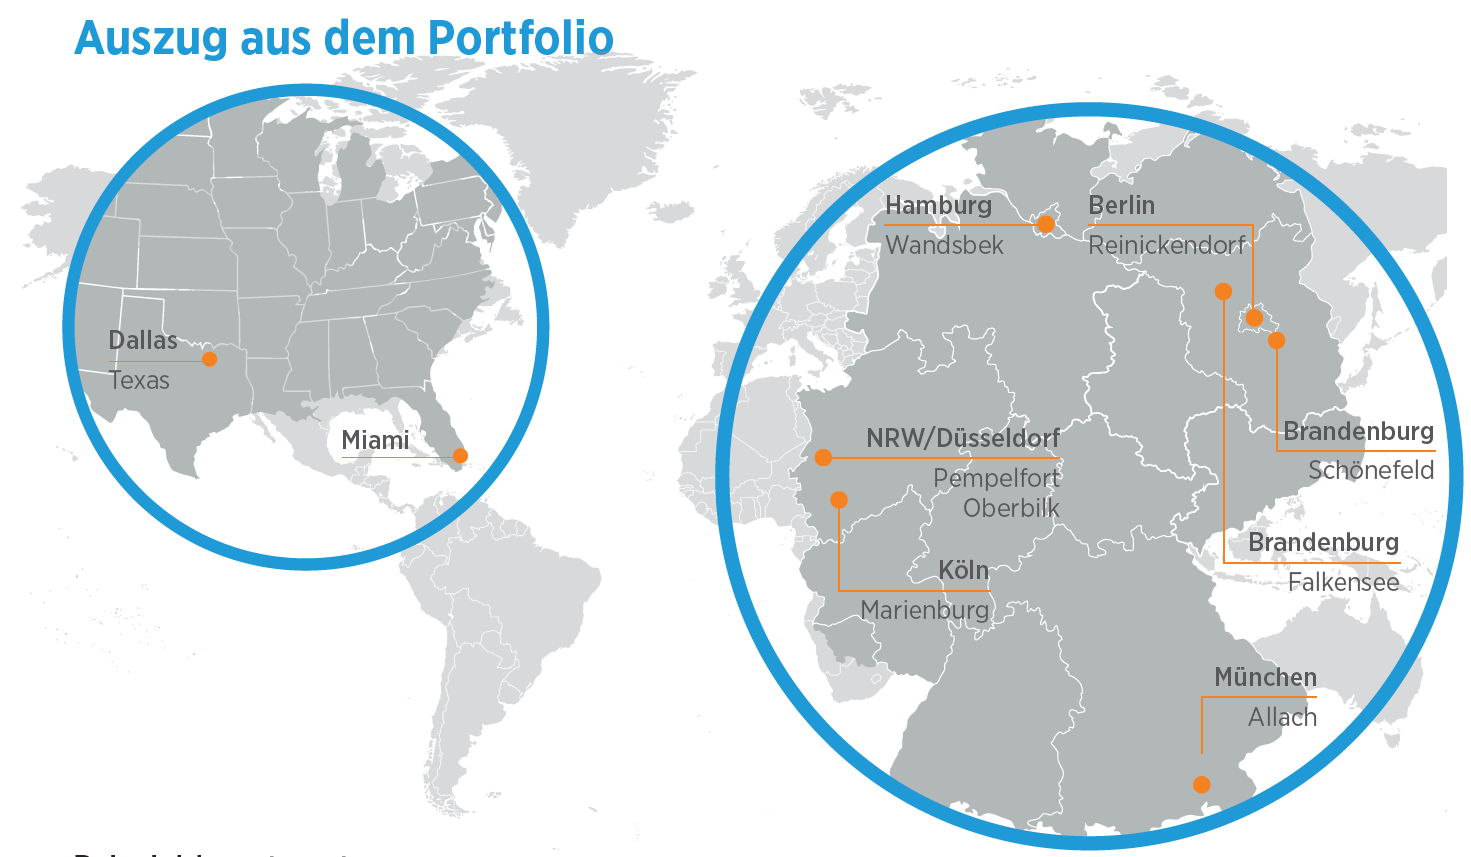 Auszug aus dem Portfolio
Dallas
Texas
Miami
Hamburg
Wandsbek
Berlin
Reinickendorf
NRW/Düsseldorf
Pempelfort
Oberbilk
Köln
Marienburg
Brandenburg
Schönefeld
Brandenburg
Falkensee
München
Allach